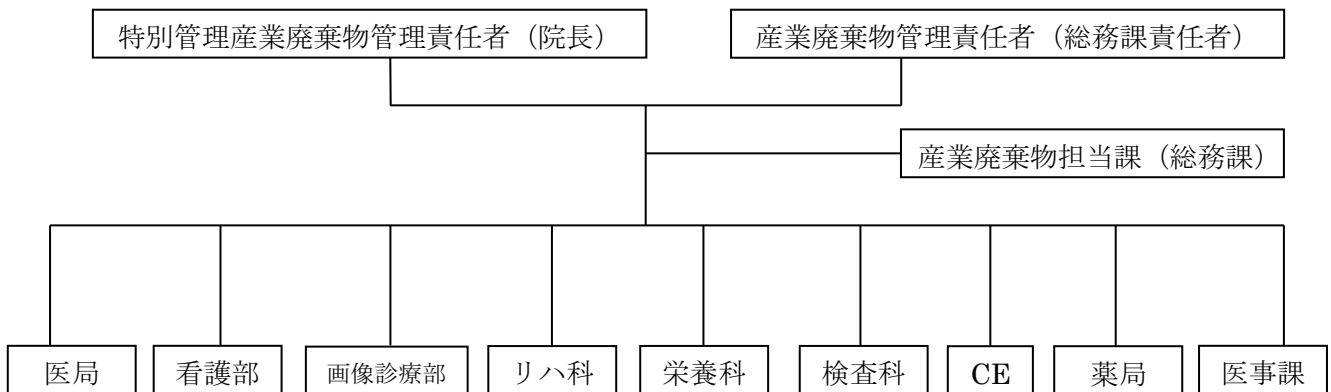 特別管理産業廃棄物管理責任者（院長）
産業廃棄物管理責任者（総務課責任者）
産業廃棄物担当課（総務課）
医局
看護部
画像診療部
リハ科
栄養科
検査科
CE
薬局
医事課